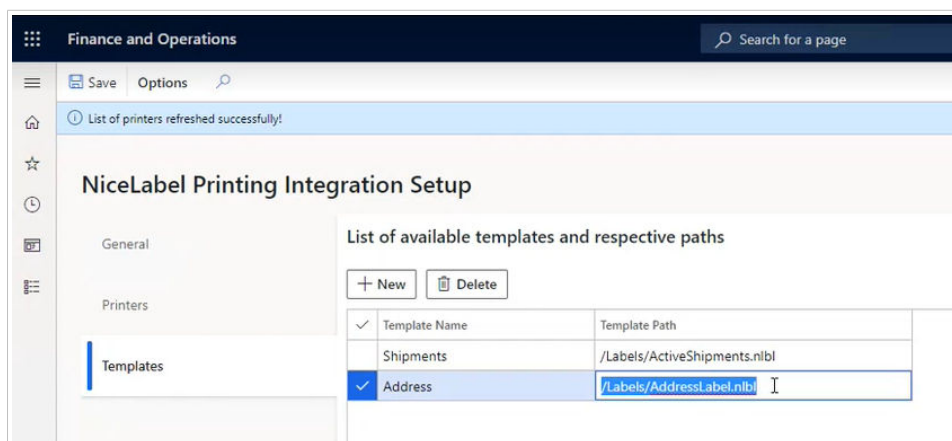 Finance and Operations
Search for a page
Save Options
List of printers refreshed successfully!
NiceLabel Printing Integration Setup
General
Printers
Templates
List of available templates and respective paths
New Delete
Template Name Template Path
Shipments /Labels/ActiveShipments.nlbl
Address /Labels/AddressLabel.nlbl